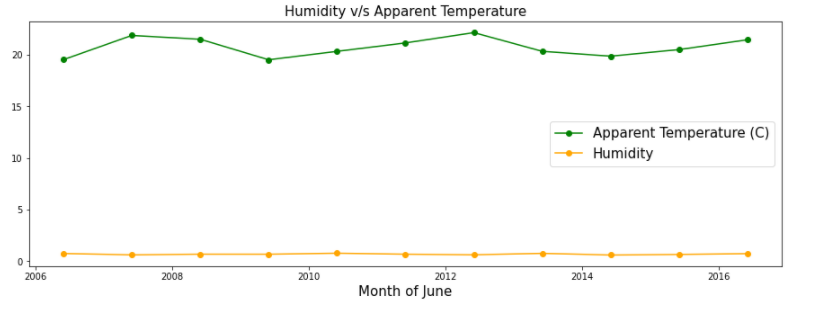 Humidity v/s Apparent Temperature
20
15
10
5
0
Apparent Temperature (C)
Humidity
2006 2008 2010 2012 2014 2016
Month of June